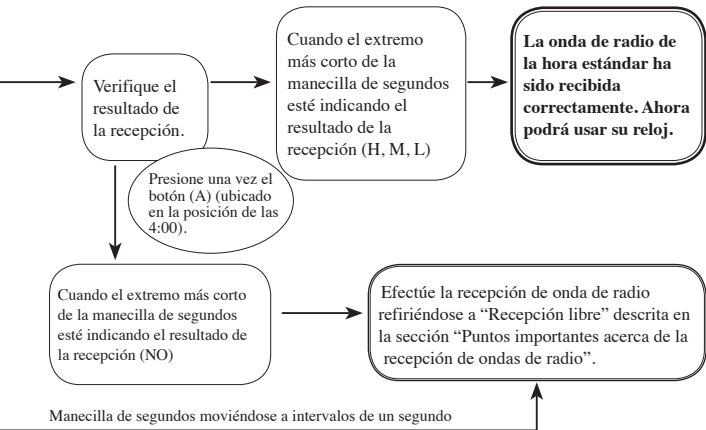 Verifique el
resultado de
la recepción.
Presione una vez el
botón (A) (ubicado
en la posición de las
4:00).
Cuando el extremo
más corto de la
manecilla de segundos
esté indicando el
resultado de la
recepción (H, M, L)
La onda de radio de
la hora estándar ha
sido recibida
correctamente. Ahora
podrá usar su reloj.
Cuando el extremo más corto
de la manecilla de segundos
esté indicando el resultado de
la recepción (NO)
Efectúe la recepción de onda de radio
refiriéndose a “Recepción libre” descrita en
la sección “Puntos importantes acerca de la
recepción de ondas de radio”.
Manecilla de segundos moviéndose a intervalos de un segundo